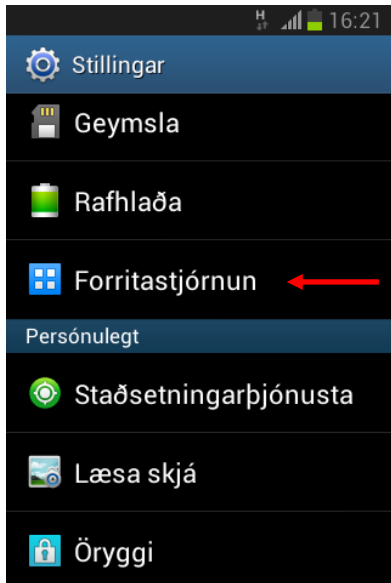 H 16:21
Stillingar
Geymsla
Rafhlaða
Forritastjórnun
Persónulegt
Staðsetningarþjónusta
Læsa skjá
Öryggi